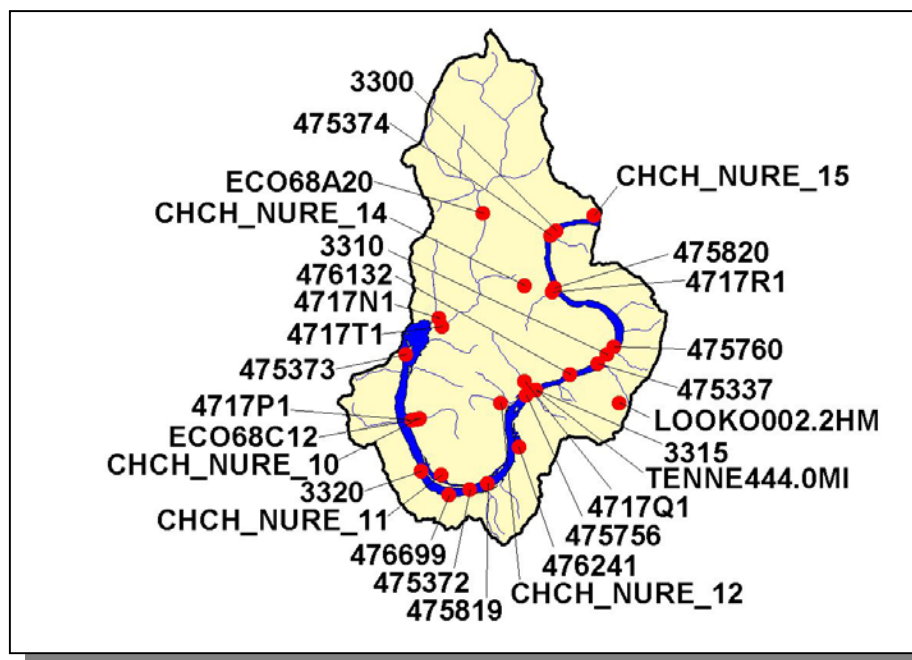 3300
475374
CHCH_NURE_15
ECO68A20
CHCH_NURE_14
3310
475820
476132
4717R1
4717N1
4717T1
475760
475373
475337
4717P1
LOOKO002.2HM
ECO68C12
3315
CHCH_NURE_10
TENNE444.0MI
3320
4717Q1
CHCH_NURE_11
475756
476699
476241
475372
CHCH_NURE_12
475819